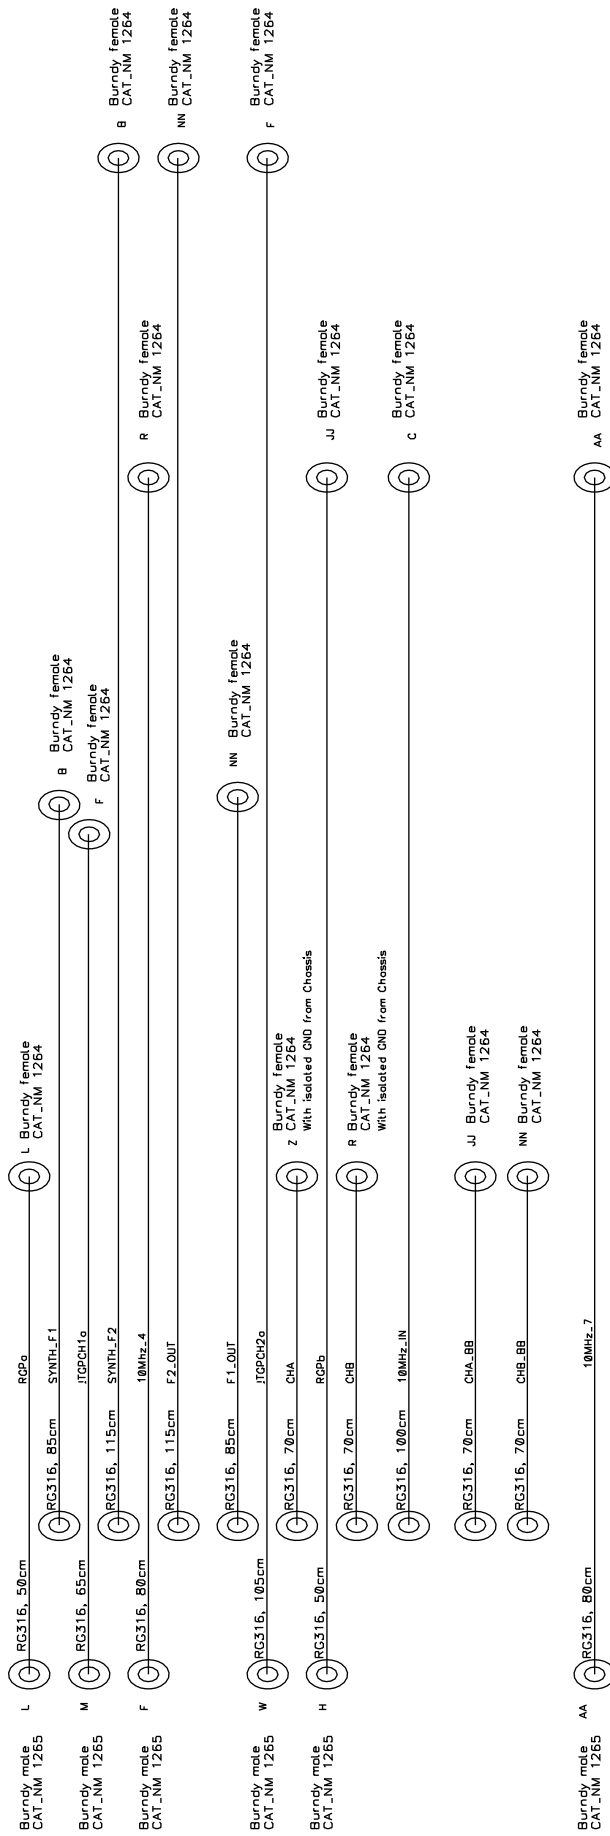 Burndy male
CAT_NM 1265
L
RG316, 50cm
RGPa
L
Burndy female
CAT_NM 1264
RG316, 85cm
SYNTH_F1
B
Burndy female
CAT_NM 1264
Burndy male
CAT_NM 1265
M
RG316, 65cm
!TGPCH1a
F
Burndy female
CAT_NM 1264
RG316, 115cm
SYNTH_F2
B
Burndy female
CAT_NM 1264
Burndy male
CAT_NM 1265
F
RG316, 80cm
10Mhz_4
R
Burndy female
CAT_NM 1264
RG316, 115cm
F2_OUT
NN
Burndy female
CAT_NM 1264
RG316, 85cm
F1_OUT
NN
Burndy female
CAT_NM 1264
Burndy male
CAT_NM 1265
W
RG316, 105cm
!TGPCH2a
F
Burndy female
CAT_NM 1264
RG316, 70cm
CHA
Z
Burndy female
CAT_NM 1264
With isolated GND from Chassis
Burndy male
CAT_NM 1265
H
RG316, 50cm
RGPb
JJ
Burndy female
CAT_NM 1264
RG316, 70cm
CHB
R
Burndy female
CAT_NM 1264
With isolated GND from Chassis
RG316, 100cm
10MHz_IN
C
Burndy female
CAT_NM 1264
RG316, 70cm
CHA_BB
JJ
Burndy female
CAT_NM 1264
RG316, 70cm
CHB_BB
NN
Burndy female
CAT_NM 1264
Burndy male
CAT_NM 1265
AA
RG316, 80cm
10MHz_7
AA
Burndy female
CAT_NM 1264